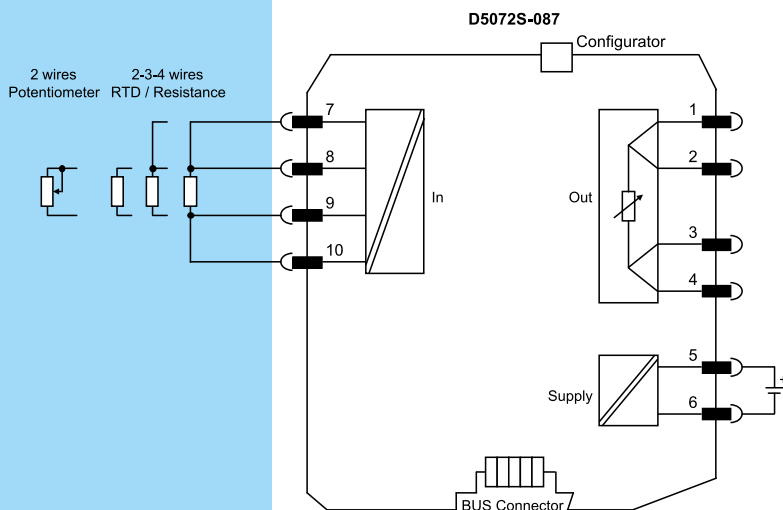 D5072S-087
Configurator
2 wires
Potentiometer
2-3-4 wires
RTD / Resistance
7
8
9
10
In
1
2
3
4
Out
5
6
Supply
+
BUS Connector